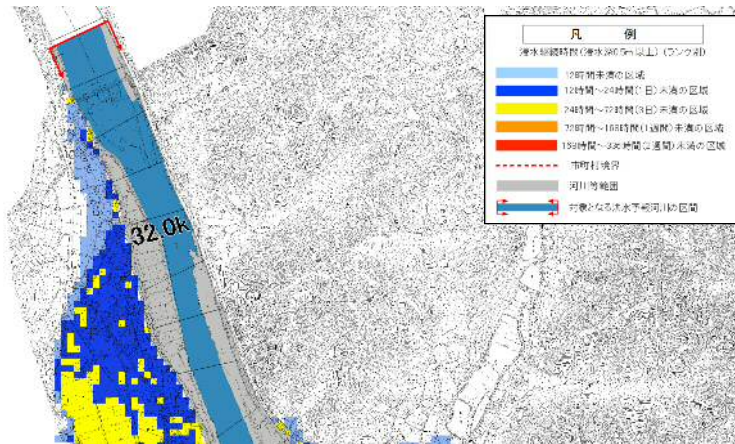 凡 例
浸水継続時間(浸水深0.5m以上)(ランク別)
12時間未満の区域
12時間～24時間(1日)未満の区域
24時間～72時間(3日)未満の区域
72時間～168時間(1週間)未満の区域
168時間～336時間(2週間)未満の区域
市町村境界
河川等範囲
対象となる洪水予報河川の区間
32.0k